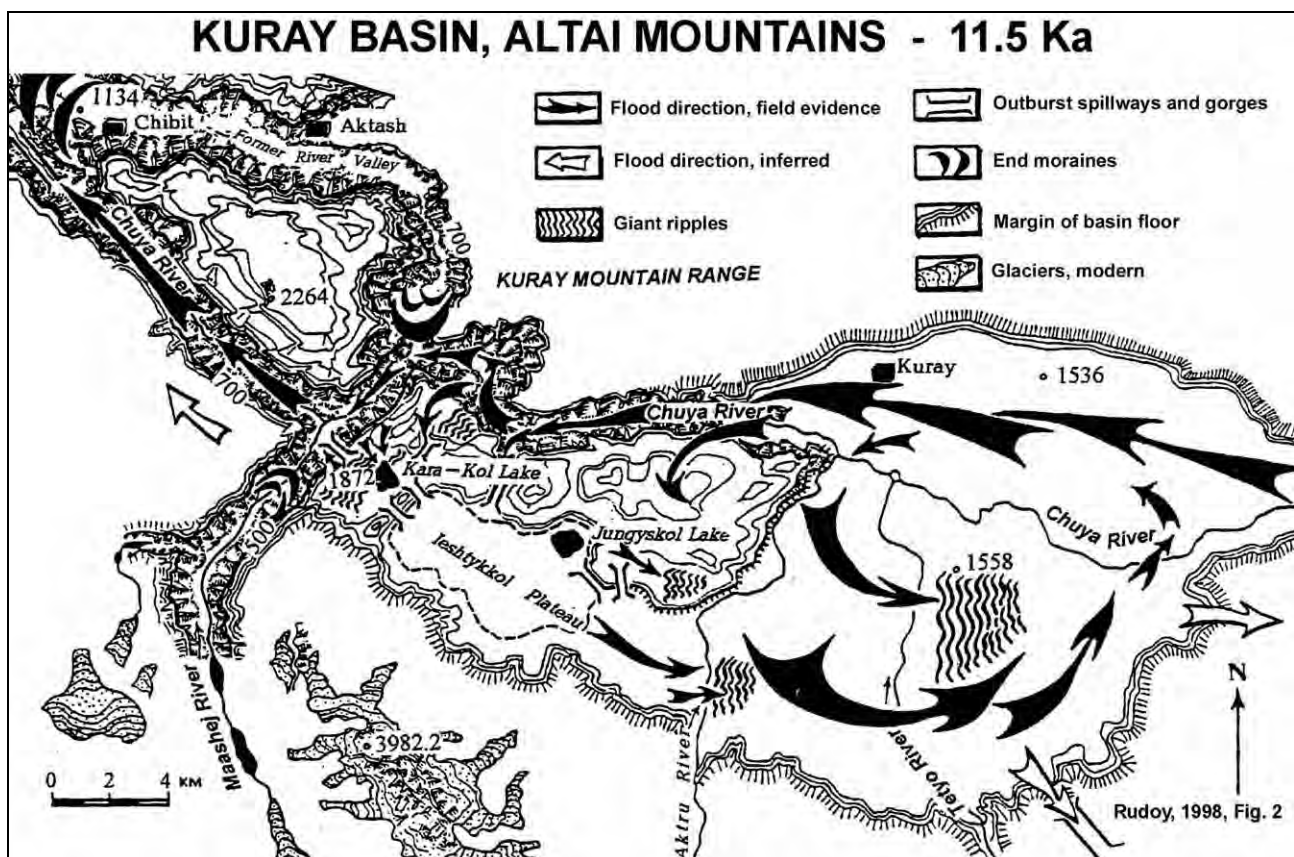 KURAY BASIN, ALTAI MOUNTAINS - 11.5 Ka
Flood direction, field evidence
Flood direction, inferred
Giant ripples
Outburst spillways and gorges
End moraines
Margin of basin floor
Glaciers, modern
1134
Chibit
Aktash
Former River Valley
700
Chuya River
2264
KURAY MOUNTAIN RANGE
700
Kuray
1536
Chuya River
1872
Kara-Kol Lake
500
Jungyskol Lake
Chuya River
1558
Ieshtykkol Plateau
Maashej River
3982.2
Aktru River
Tetyo River
N
0 2 4 КМ
Rudoy, 1998, Fig. 2